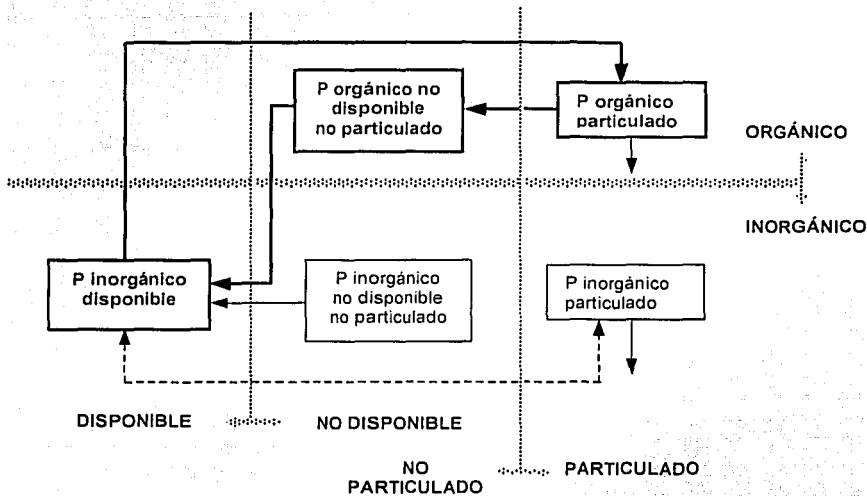 P orgánico no
disponible
no particulado
P orgánico
particulado
ORGÁNICO
INORGÁNICO
P inorgánico
disponible
P inorgánico
no disponible
no particulado
P inorgánico
particulado
DISPONIBLE
NO DISPONIBLE
NO
PARTICULADO
PARTICULADO